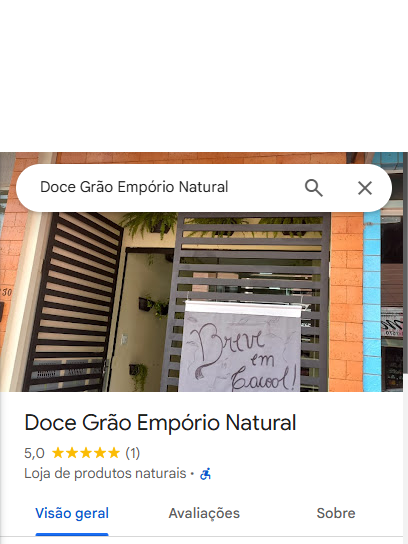 Doce Grão Empório Natural
30
Breve
em
Doce Grão Empório Natural
5,0 (1)
Loja de produtos naturais ·
Visão geral
Avaliações
Sobre